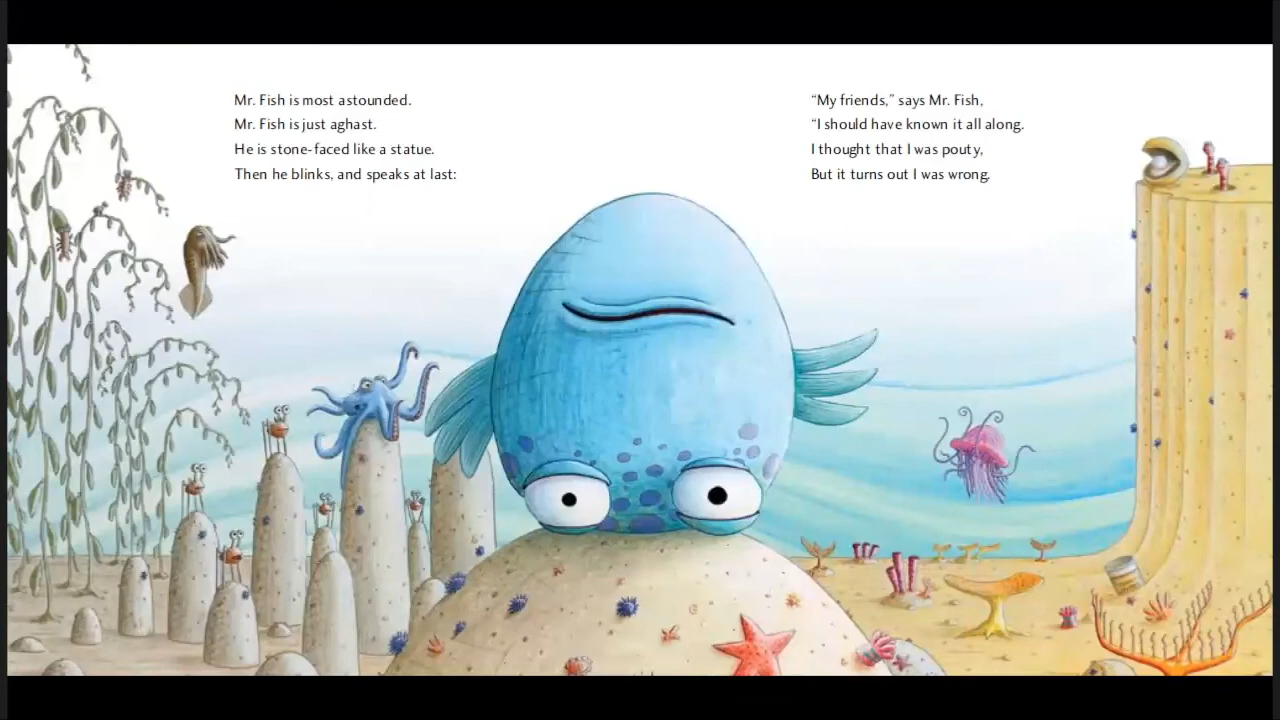 Mr. Fish is most astounded.
Mr. Fish is just aghast.
He is stone-faced like a statue.
Then he blinks, and speaks at last:
“My friends,” says Mr. Fish,
“I should have known it all along.
I thought that I was pouty,
But it turns out I was wrong.